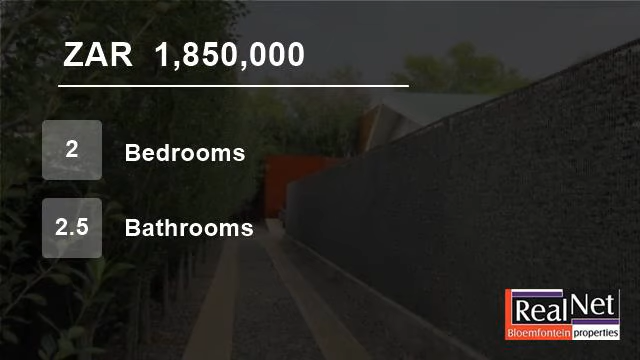 ZAR 1,850,000
2 Bedrooms
2.5 Bathrooms
RealNet
Bloemfontein properties